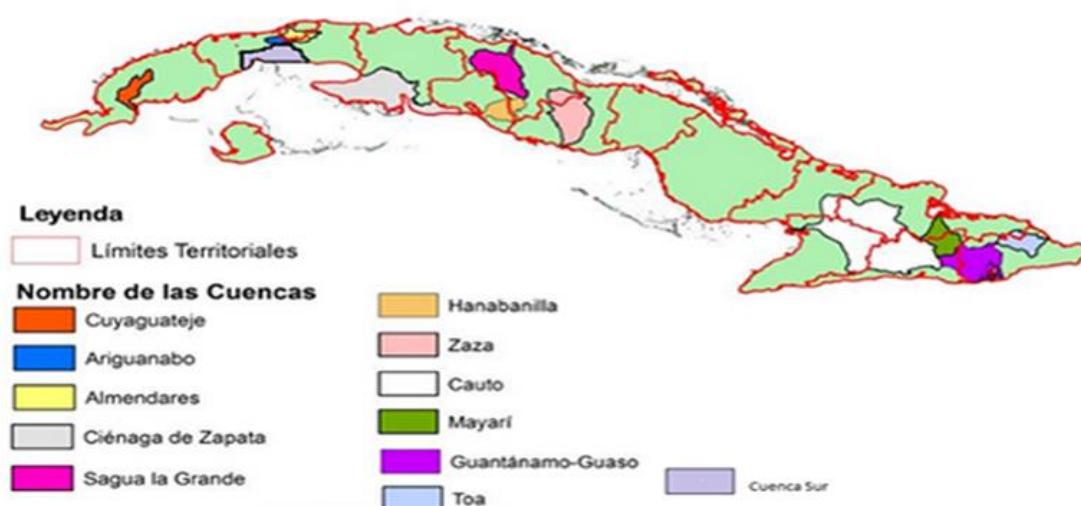 Leyenda
Límites Territoriales
Nombre de las Cuencas
Cuyaguateje
Ariguanabo
Almendares
Ciénaga de Zapata
Sagua la Grande
Hanabanilla
Zaza
Cauto
Mayarí
Guantánamo-Guaso
Toa
Cuenca Sur